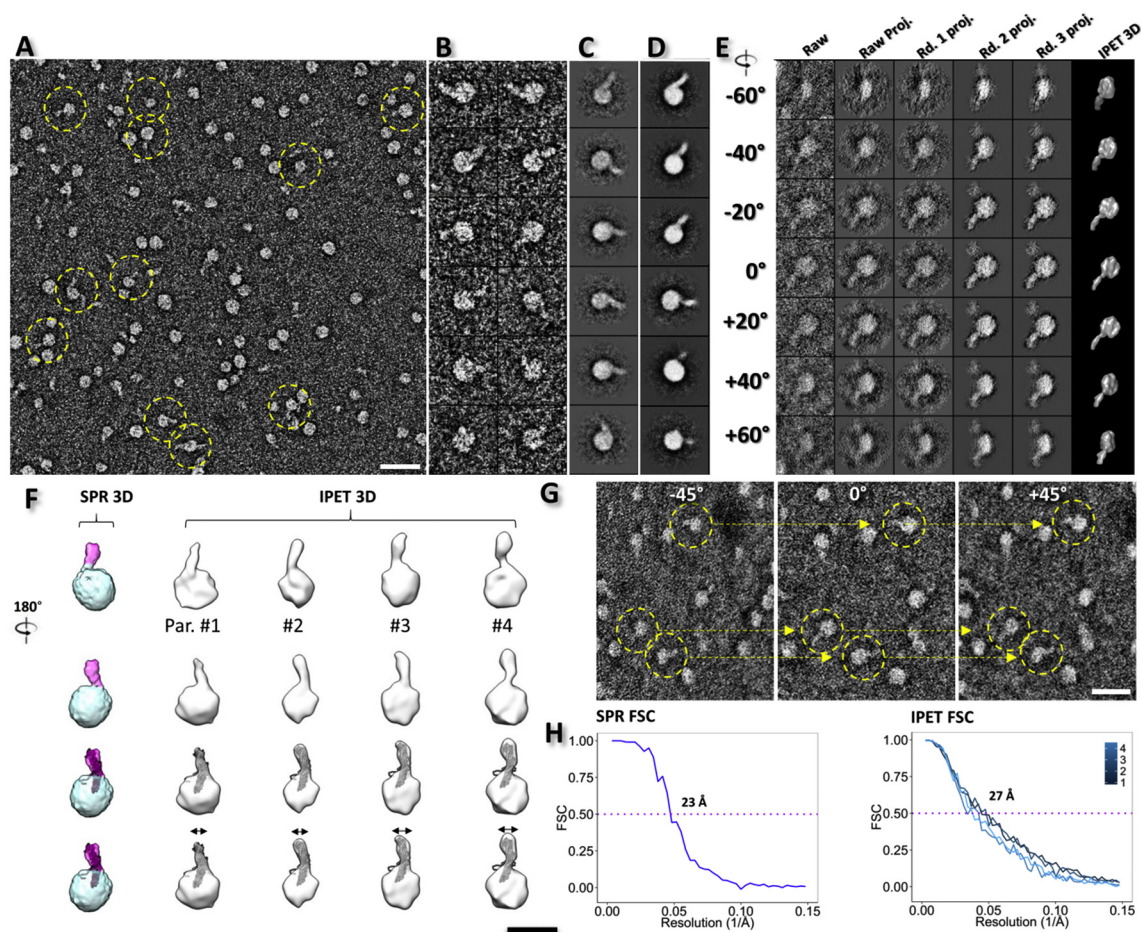 A
B
C
D
E
Raw
Raw Proj.
Rd. 1 proj.
Rd. 2 proj.
Rd. 3 proj.
IPET 3D
-60°
-40°
-20°
0°
+20°
+40°
+60°
F
SPR 3D
IPET 3D
180°
Par. #1
#2
#3
#4
G
-45°
0°
+45°
H
SPR FSC
IPET FSC
1.00
0.75
0.50
0.25
0.00
FSC
23 Å
0.00
0.05
0.10
0.15
Resolution (1/Å)
1.00
0.75
0.50
0.25
0.00
FSC
27 Å
4
3
2
1
0.00
0.05
0.10
0.15
Resolution (1/Å)